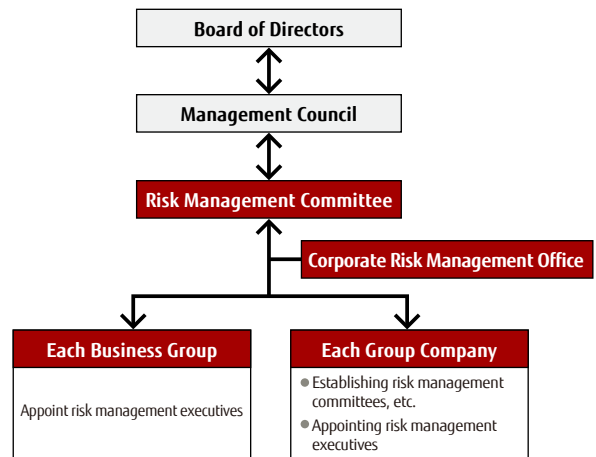 Board of Directors
Management Council
Risk Management Committee
Corporate Risk Management Office
Each Business Group
Appoint risk management executives
Each Group Company
● Establishing risk management
committees, etc.
● Appointing risk management
executives